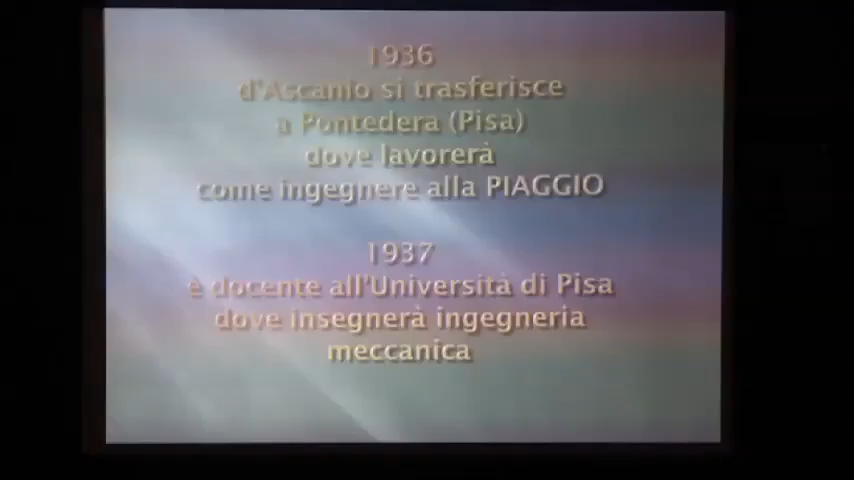 1936
d'Ascanio si trasferisce
a Pontedera (Pisa)
dove lavorerà
come ingegnere alla PIAGGIO
1937
è docente all'Università di Pisa
dove insegnerà ingegneria
meccanica